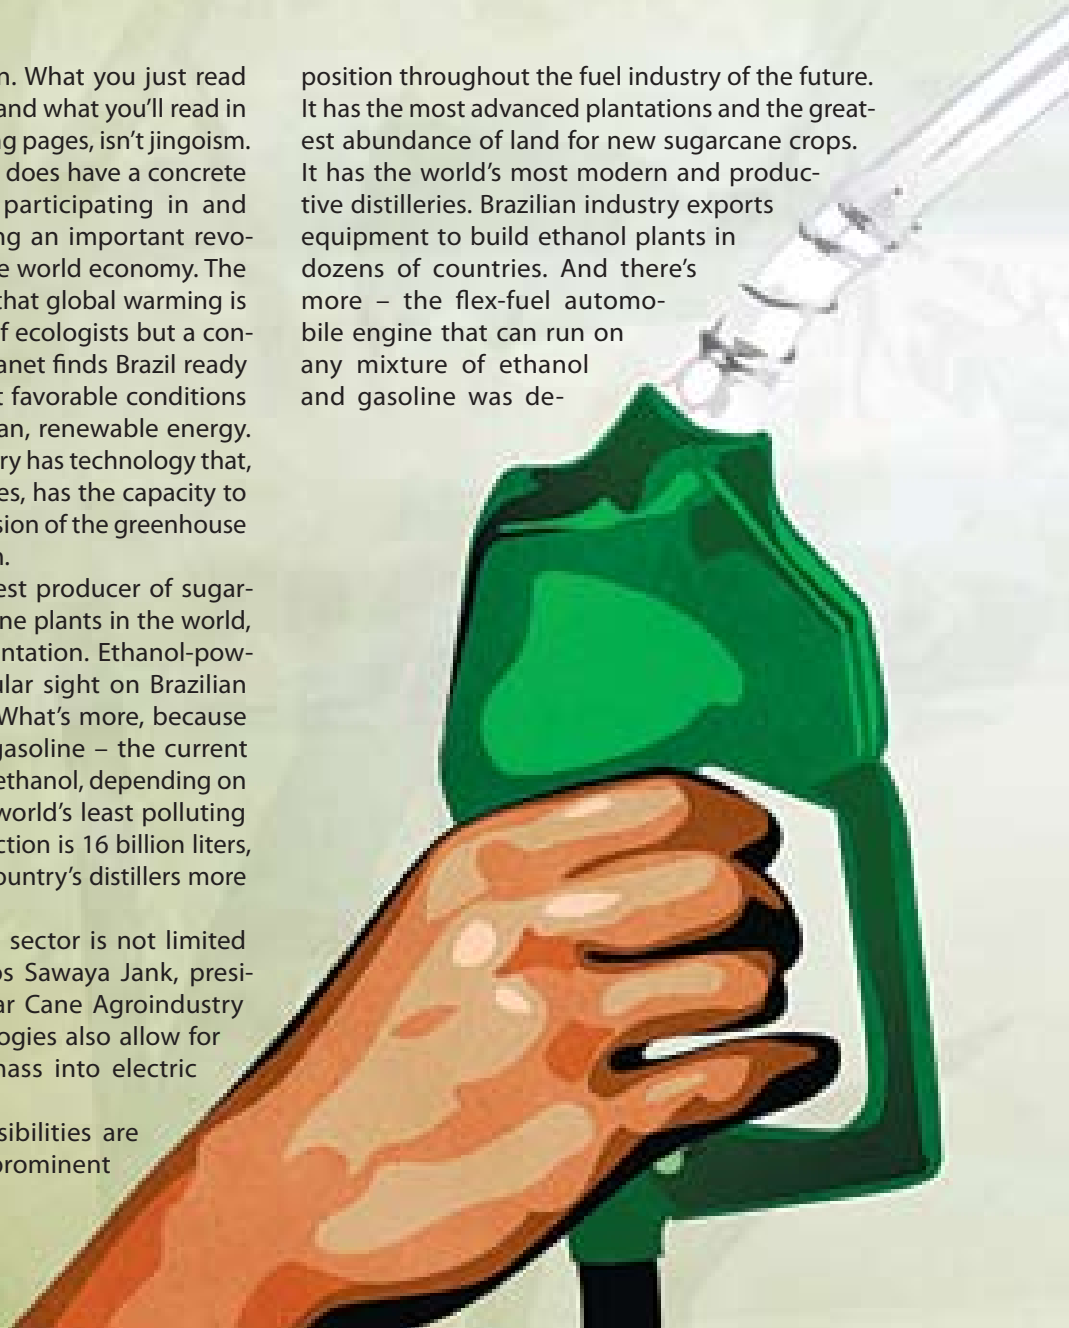 n. What you just read
and what you’ll read in
g pages, isn’t jingoism.
does have a concrete
participating in and
ng an important revo-
e world economy. The
that global warming is
f ecologists but a con-
anet finds Brazil ready
t favorable conditions
an, renewable energy.
ry has technology that,
es, has the capacity to
sion of the greenhouse
n.
est producer of sugar-
ne plants in the world,
ntation. Ethanol-pow-
ular sight on Brazilian
What’s more, because
gasoline – the current
ethanol, depending on
world’s least polluting
ction is 16 billion liters,
ountry’s distillers more
sector is not limited
os Sawaya Jank, presi-
ar Cane Agroindustry
ogies also allow for
mass into electric
sibilities are
prominent
position throughout the fuel industry of the future.
It has the most advanced plantations and the great-
est abundance of land for new sugarcane crops.
It has the world’s most modern and produc-
tive distilleries. Brazilian industry exports
equipment to build ethanol plants in
dozens of countries. And there’s
more – the flex-fuel automo-
bile engine that can run on
any mixture of ethanol
and gasoline was de-